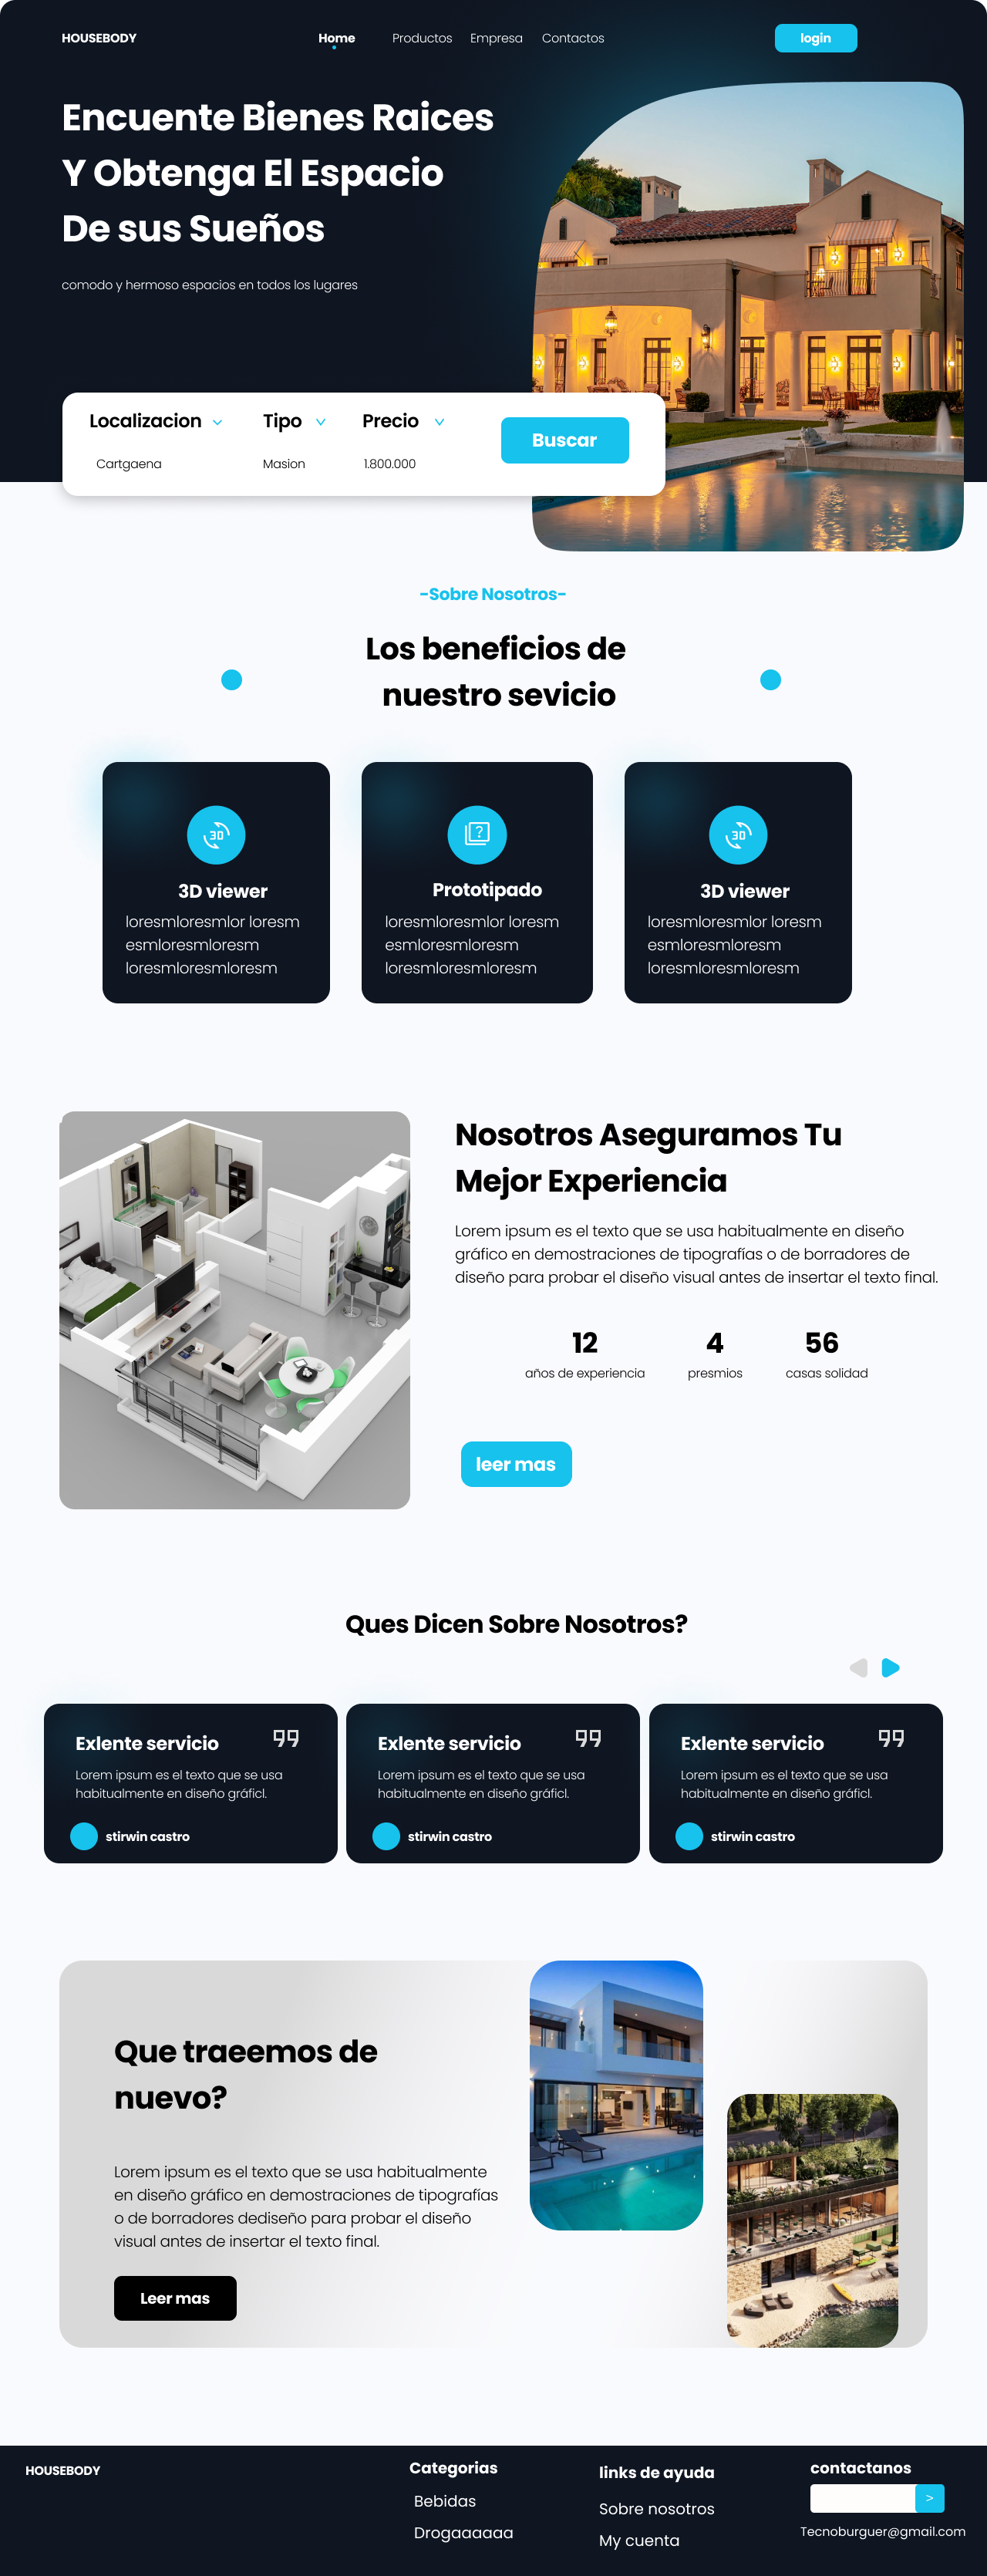 HOUSEBODY
Home
Productos
Empresa
Contactos
login
Encuente Bienes Raices
Y Obtenga El Espacio
De sus Sueños
comodo y hermoso espacios en todos los lugares
Localizacion
Tipo
Precio
Buscar
Cartgaena
Masion
1.800.000
-Sobre Nosotros-
Los beneficios de
nuestro sevicio
3D
3D viewer
loresmloresmlor loresm
esmloresmloresm
loresmloresmloresm
?
Prototipado
loresmloresmlor loresm
esmloresmloresm
loresmloresmloresm
3D
3D viewer
loresmloresmlor loresm
esmloresmloresm
loresmloresmloresm
Nosotros Aseguramos Tu
Mejor Experiencia
Lorem ipsum es el texto que se usa habitualmente en diseño
gráfico en demostraciones de tipografías o de borradores de
diseño para probar el diseño visual antes de insertar el texto final.
12
años de experiencia
4
presmios
56
casas solidad
leer mas
Ques Dicen Sobre Nosotros?
Exlente servicio
Lorem ipsum es el texto que se usa
habitualmente en diseño gráficl.
stirwin castro
Exlente servicio
Lorem ipsum es el texto que se usa
habitualmente en diseño gráficl.
stirwin castro
Exlente servicio
Lorem ipsum es el texto que se usa
habitualmente en diseño gráficl.
stirwin castro
Que traeemos de
nuevo?
Lorem ipsum es el texto que se usa habitualmente
en diseño gráfico en demostraciones de tipografías
o de borradores dediseño para probar el diseño
visual antes de insertar el texto final.
Leer mas
HOUSEBODY
Categorias
Bebidas
Drogaaaaaa
links de ayuda
Sobre nosotros
My cuenta
contactanos
>
Tecnoburguer@gmail.com